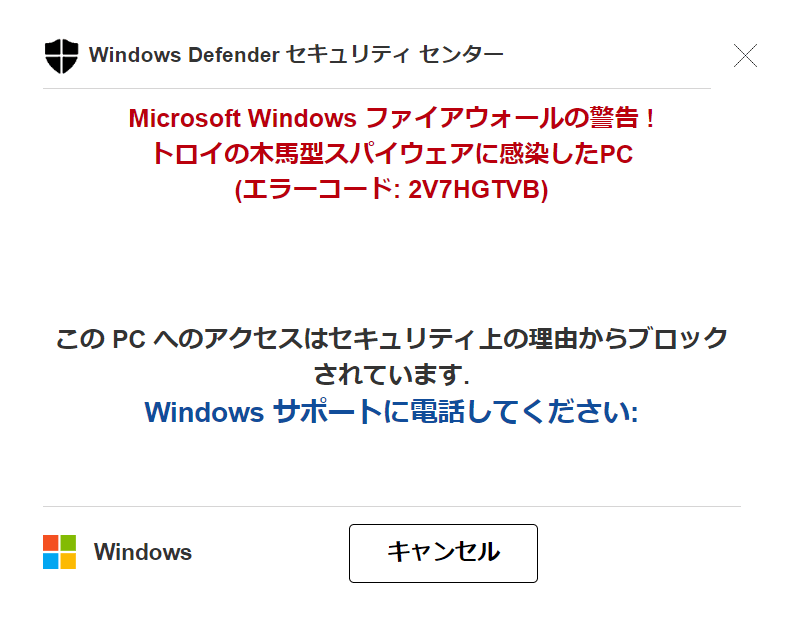 Windows Defender セキュリティ センター
Microsoft Windows ファイアウォールの警告 !
トロイの木馬型スパイウェアに感染したPC
(エラーコード: 2V7HGTVB)
この PC へのアクセスはセキュリティ上の理由からブロック
されています.
Windows サポートに電話してください:
Windows
キャンセル